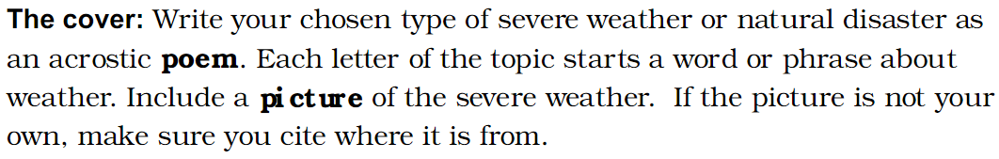 The cover: Write your chosen type of severe weather or natural disaster as
an acrostic poem. Each letter of the topic starts a word or phrase about
weather. Include a picture of the severe weather.  If the picture is not your
own, make sure you cite where it is from.